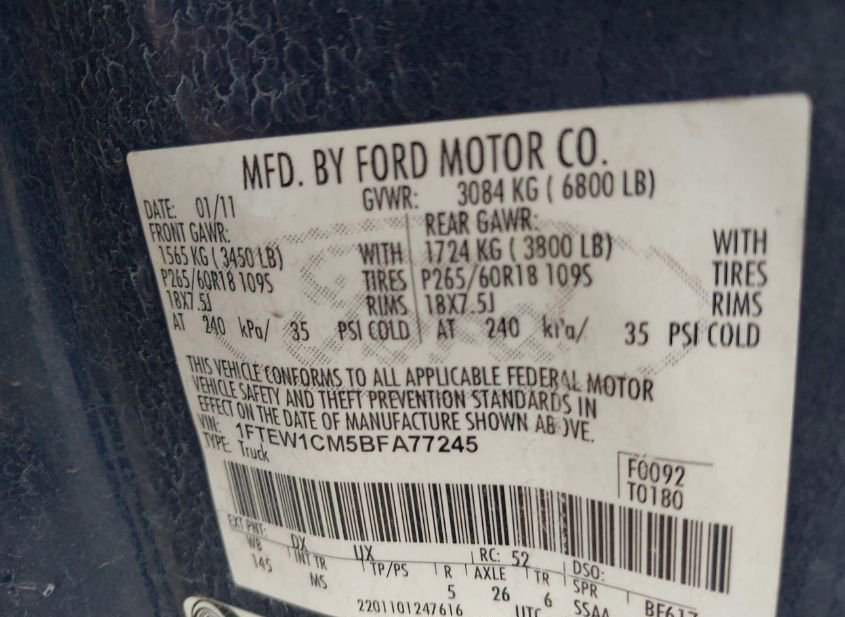 MFD. BY FORD MOTOR CO.
DATE: 01/11 GVWR: 3084 KG ( 6800 LB)
FRONT GAWR: REAR GAWR:
1565 KG ( 3450 LB) WITH 1724 KG ( 3800 LB) WITH
P265/60R18 109S TIRES P265/60R18 109S TIRES
18X7.5J RIMS 18X7.5J RIMS
AT 240 kPa/ 35 PSI COLD AT 240 kPa/ 35 PSI COLD
THIS VEHICLE CONFORMS TO ALL APPLICABLE FEDERAL MOTOR
VEHICLE SAFETY AND THEFT PREVENTION STANDARDS IN
EFFECT ON THE DATE OF MANUFACTURE SHOWN ABOVE.
VIN: 1FTEW1CM5BFA77245
TYPE: Truck
F0092
T0180
EXT PNT: DX UX RC: 52 DSO:
WB INT TR TP/PS R AXLE TR SPR
145 MS 5 26 6 SSAA BF617
2201101247616 UTC